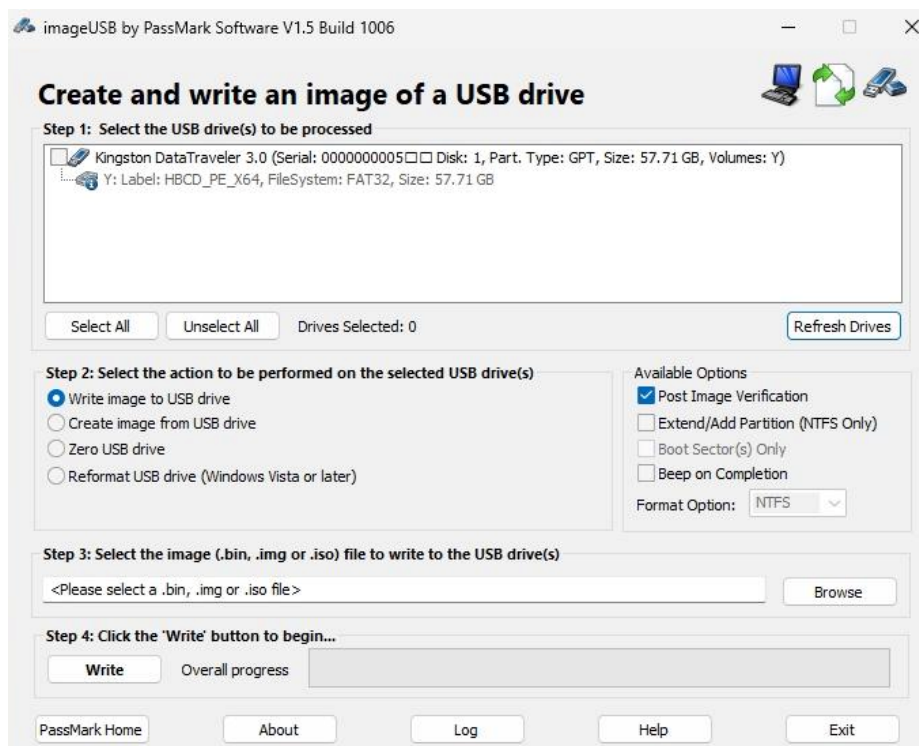 imageUSB by PassMark Software V1.5 Build 1006
Create and write an image of a USB drive
Step 1: Select the USB drive(s) to be processed
Kingston DataTraveler 3.0 (Serial: 0000000005□□ Disk: 1, Part. Type: GPT, Size: 57.71 GB, Volumes: Y)
Y: Label: HBCD_PE_X64, FileSystem: FAT32, Size: 57.71 GB
Select All Unselect All Drives Selected: 0 Refresh Drives
Step 2: Select the action to be performed on the selected USB drive(s)
Write image to USB drive
Create image from USB drive
Zero USB drive
Reformat USB drive (Windows Vista or later)
Available Options
Post Image Verification
Extend/Add Partition (NTFS Only)
Boot Sector(s) Only
Beep on Completion
Format Option: NTFS
Step 3: Select the image (.bin, .img or .iso) file to write to the USB drive(s)
<Please select a .bin, .img or .iso file> Browse
Step 4: Click the 'Write' button to begin...
Write Overall progress
PassMark Home About Log Help Exit